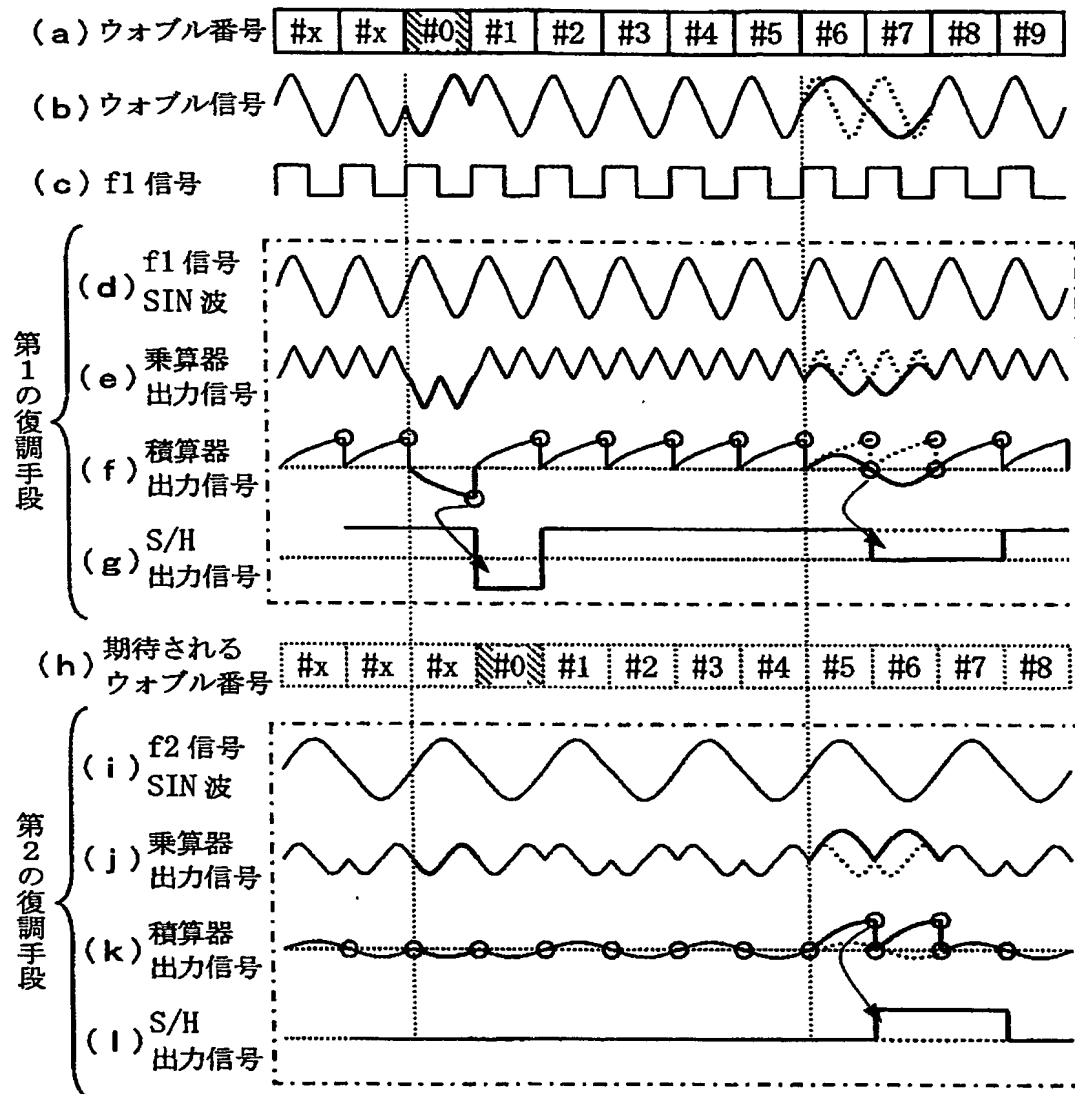 (a) ウォブル番号 #x #x #0 #1 #2 #3 #4 #5 #6 #7 #8 #9
(b) ウォブル信号
(c) f1 信号
第1の復調手段
(d) f1 信号
SIN 波
(e) 乗算器
出力信号
(f) 積算器
出力信号
(g) S/H
出力信号
(h) 期待される
ウォブル番号 #x #x #x #0 #1 #2 #3 #4 #5 #6 #7 #8
第2の復調手段
(i) f2 信号
SIN 波
(j) 乗算器
出力信号
(k) 積算器
出力信号
(l) S/H
出力信号